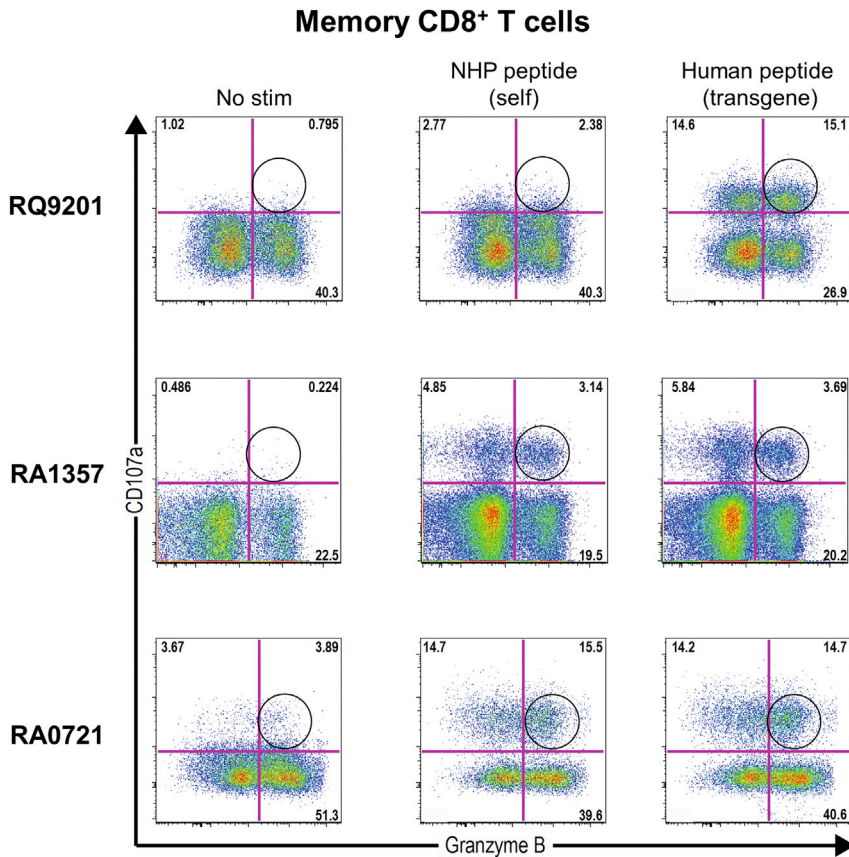 Memory CD8⁺ T cells
No stim
NHP peptide
(self)
Human peptide
(transgene)
RQ9201
1.02 0.795
40.3
2.77 2.38
40.3
14.6 15.1
26.9
RA1357
0.486 0.224
22.5
4.85 3.14
19.5
5.84 3.69
20.2
RA0721
3.67 3.89
51.3
14.7 15.5
39.6
14.2 14.7
40.6
CD107a
Granzyme B